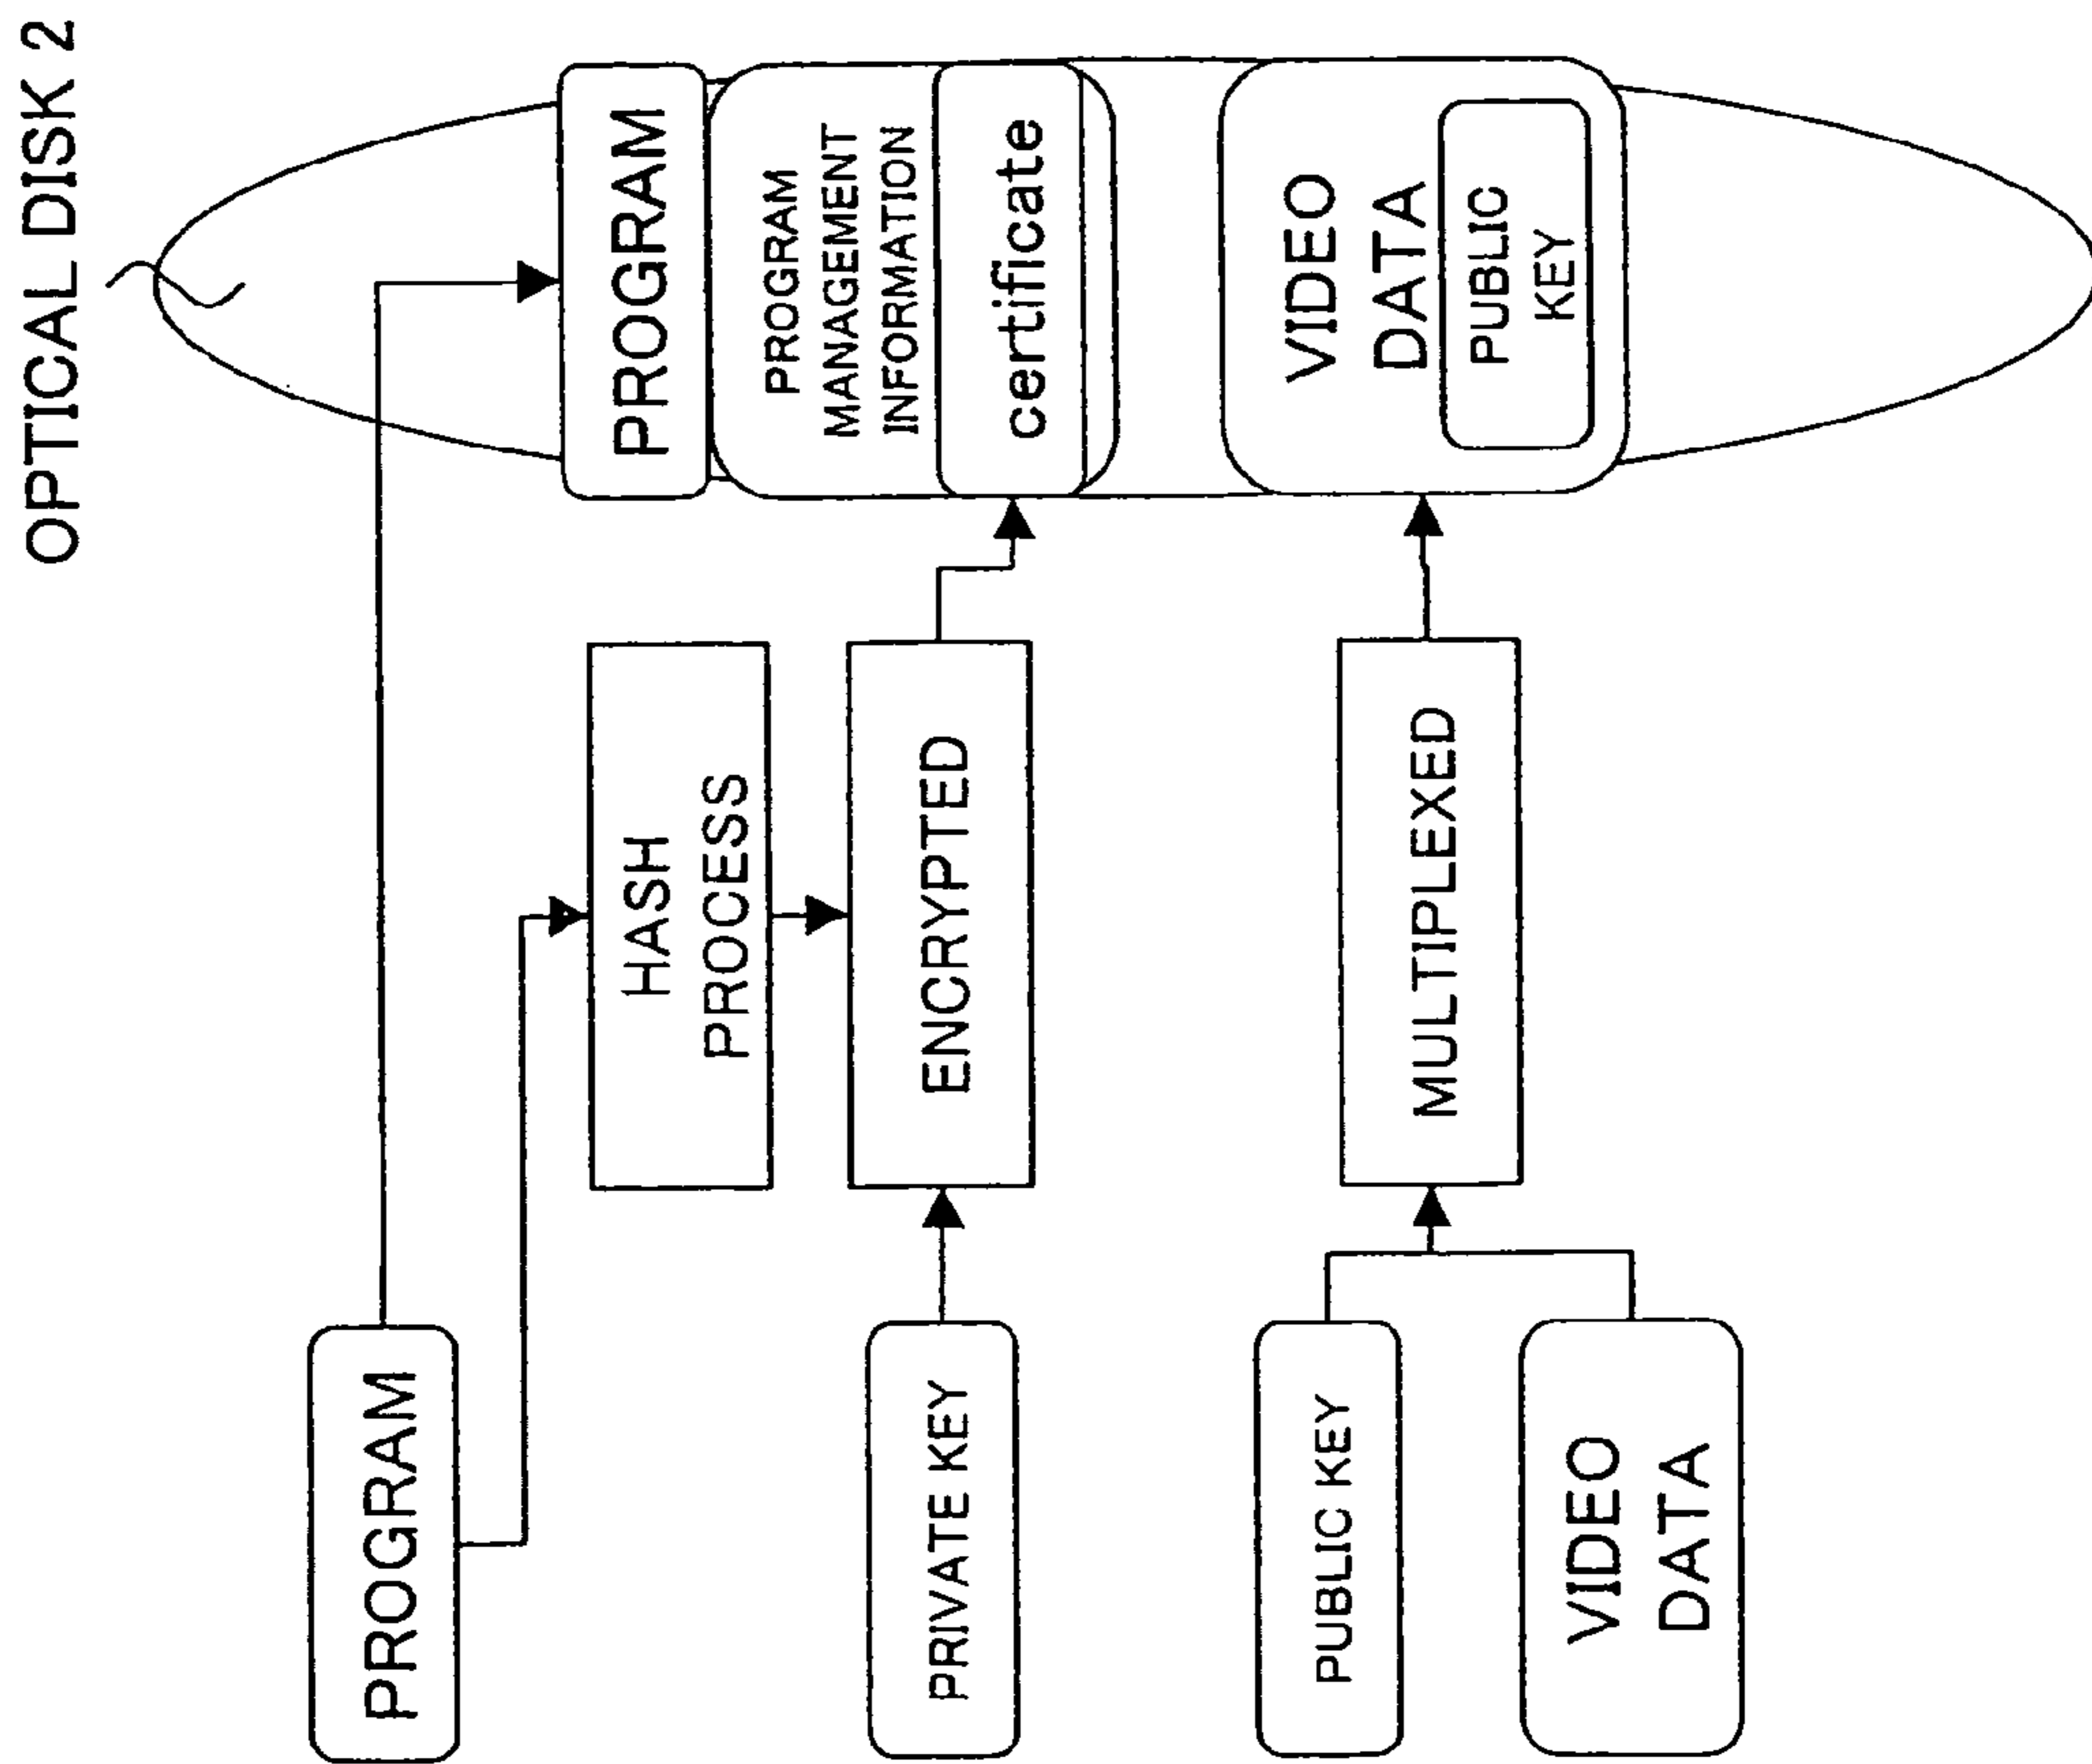 OPTICAL DISK 2
PROGRAM
HASH
PROCESS
PRIVATE KEY
ENCRYPTED
PUBLIC KEY
VIDEO
DATA
MULTIPLEXED
PROGRAM
PROGRAM
MANAGEMENT
INFORMATION
certificate
VIDEO
DATA
PUBLIC
KEY